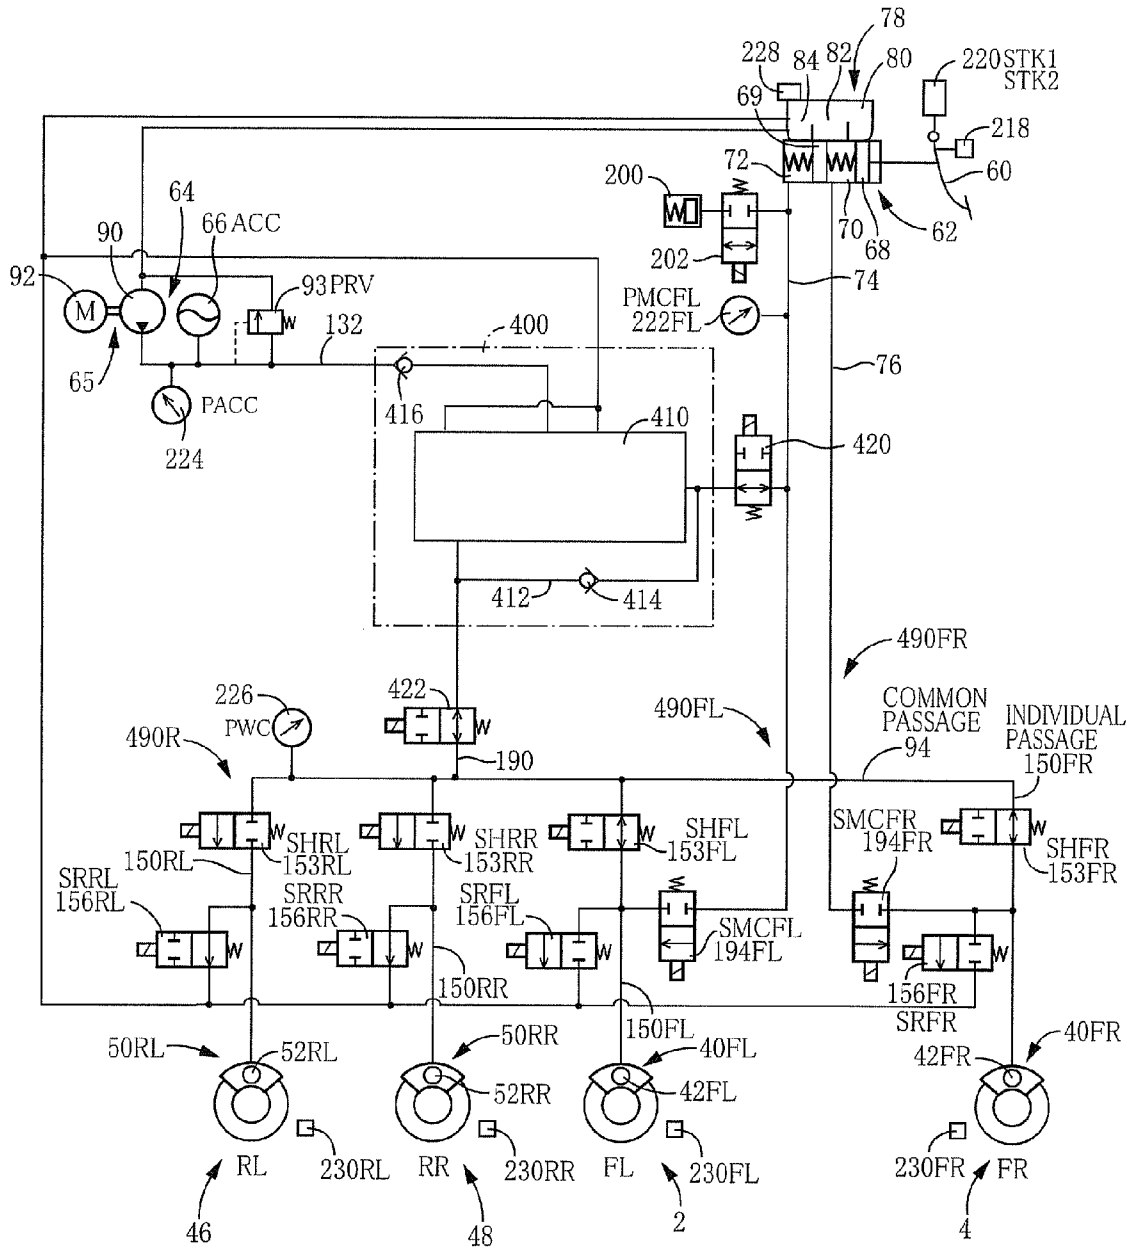 78
228
84
82
80
220 STK1
STK2
69
218
72
60
200
70
68
62
64
66 ACC
202
90
92
93PRV
74
PMCFL
222FL
M
400
132
76
65
416
PACC
410
420
224
412
414
490FR
422
226
COMMON
PASSAGE
94
INDIVIDUAL
PASSAGE
150FR
490FL
PWC
490R
190
SMCFR
194FR
SHRL
153RL
SHRR
153RR
SHFL
153FL
SHFR
153FR
150RL
SRRL
156RL
SRRR
156RR
SRFL
156FL
SMCFL
194FL
150RR
156FR
SRFR
150FL
50RL
52RL
50RR
40FL
42FR
40FR
52RR
42FL
RL
230RL
RR
230RR
FL
230FL
230FR
FR
46
48
2
4